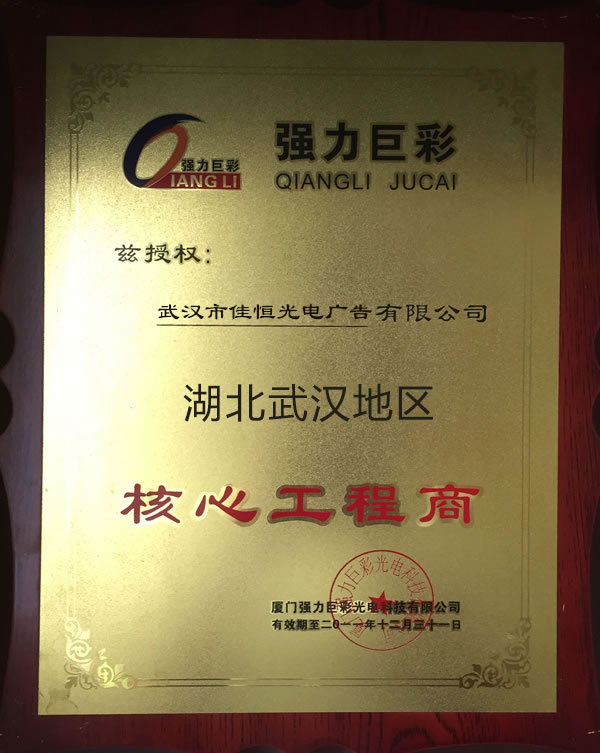 强力巨彩
QIANGLI
强力巨彩
QIANGLI JUCAI
兹授权：
武汉市佳恒光电广告有限公司
湖北武汉地区
核心工程商
厦门强力巨彩光电科技有限公司
有效期至二0一一年十二月三十一日